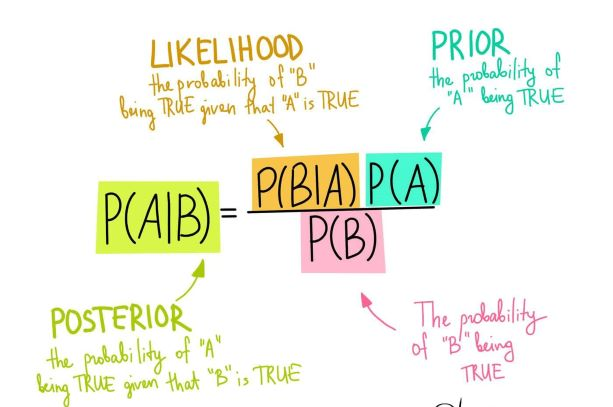 LIKELIHOOD
the probability of "B"
being TRUE given that "A" is TRUE
PRIOR
the probability of
"A" being TRUE
P(A|B) = P(B|A) P(A)
P(B)
POSTERIOR
the probability of "A"
being TRUE given that "B" is TRUE
The probability
of "B" being
TRUE